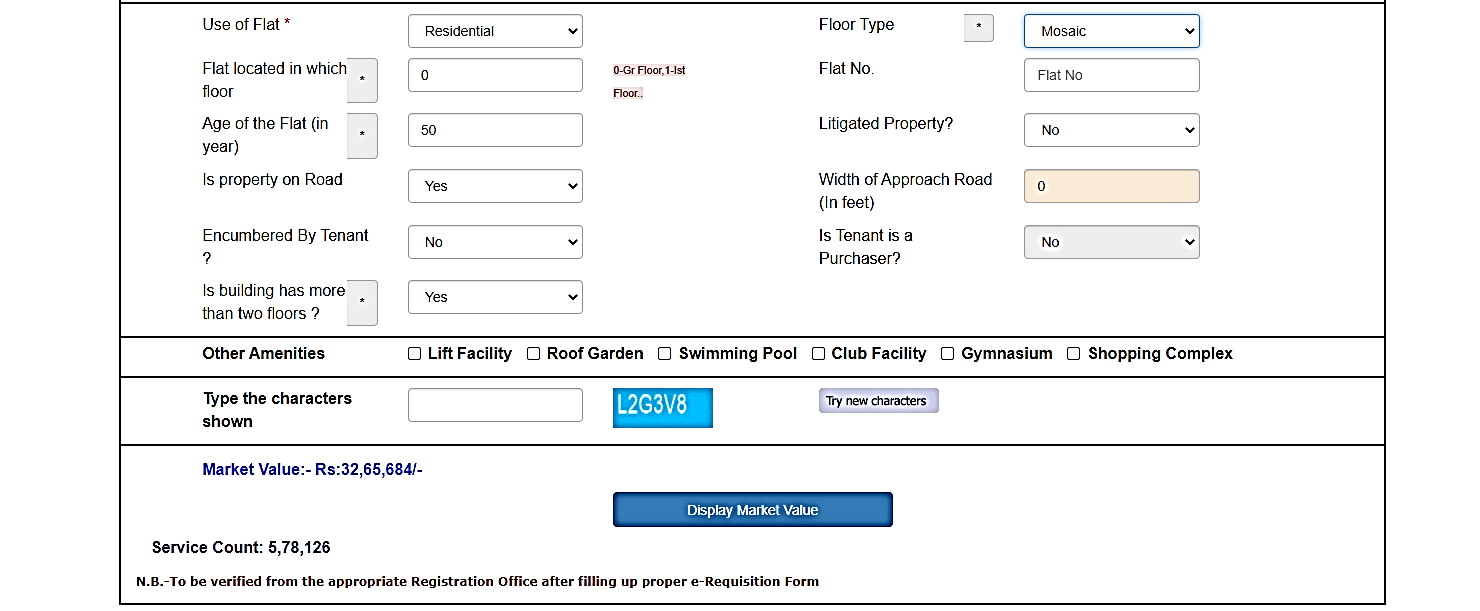 Use of Flat * Residential Floor Type * Mosaic
Flat located in which floor * 0 0-Gr Floor,1-Ist Floor.. Flat No. Flat No
Age of the Flat (in year) * 50 Litigated Property? No
Is property on Road Yes Width of Approach Road (In feet) 0
Encumbered By Tenant ? No Is Tenant is a Purchaser? No
Is building has more than two floors ? * Yes
Other Amenities Lift Facility Roof Garden Swimming Pool Club Facility Gymnasium Shopping Complex
Type the characters shown L2G3V8 Try new characters
Market Value:- Rs:32,65,684/-
Display Market Value
Service Count: 5,78,126
N.B.-To be verified from the appropriate Registration Office after filling up proper e-Requisition Form